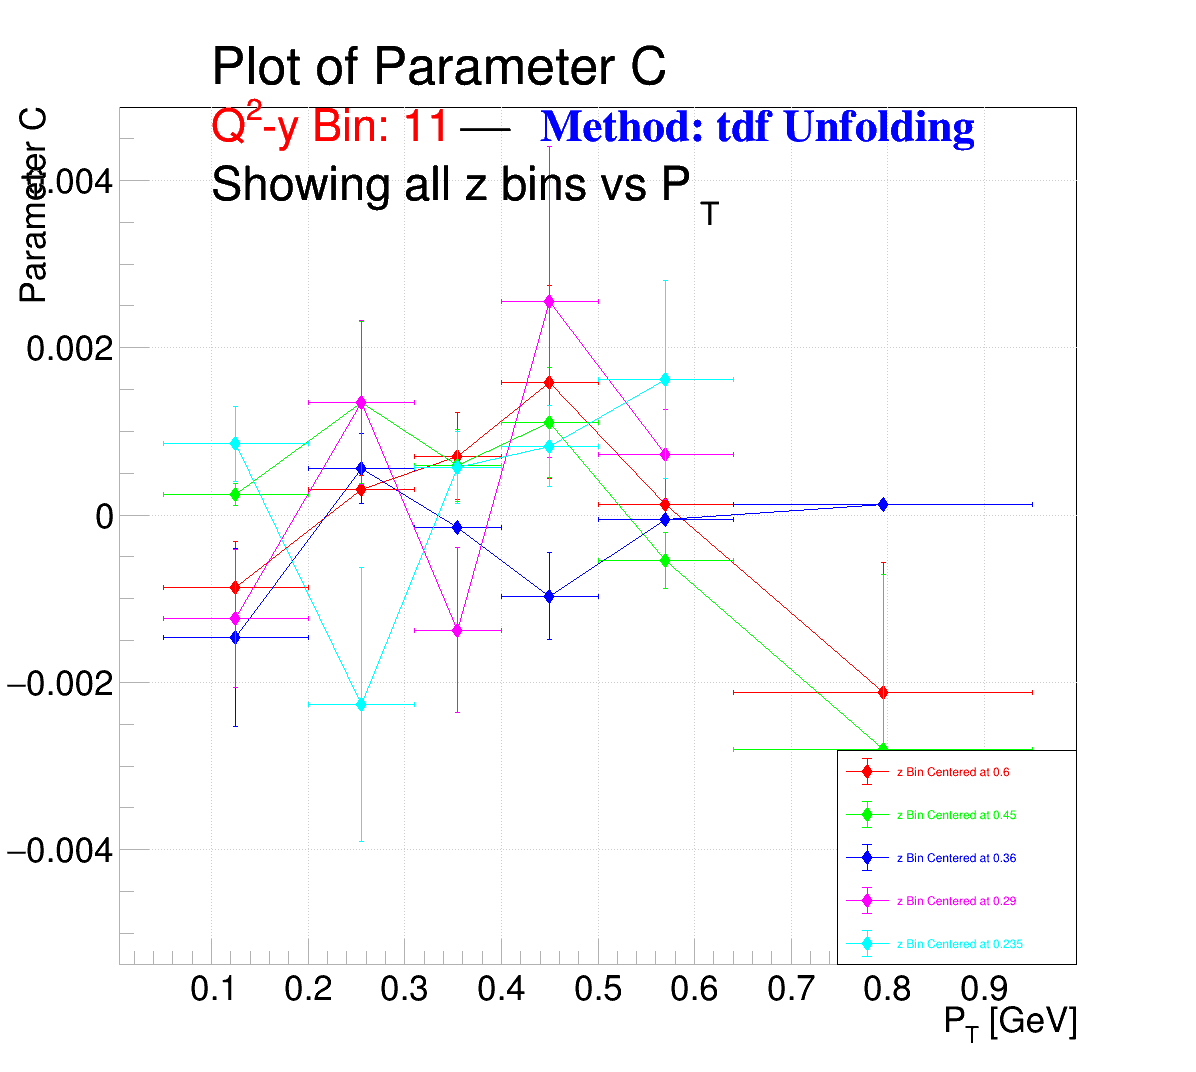 Plot of Parameter C
Q²-y Bin: 11 — Method: tdf Unfolding
Showing all z bins vs P_T
Parameter C
0.004
0.002
0
−0.002
−0.004
z Bin Centered at 0.6
z Bin Centered at 0.45
z Bin Centered at 0.36
z Bin Centered at 0.29
z Bin Centered at 0.235
0.1 0.2 0.3 0.4 0.5 0.6 0.7 0.8 0.9
P_T [GeV]